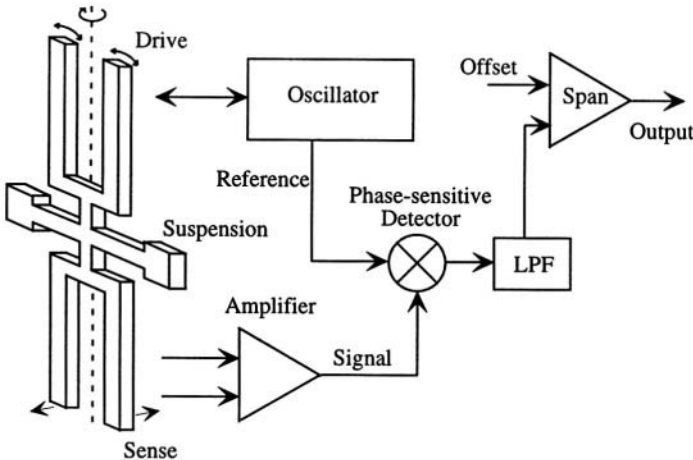 Drive
Offset
Oscillator
Span
Output
Reference
Phase-sensitive
Detector
Suspension
LPF
Amplifier
Signal
Sense